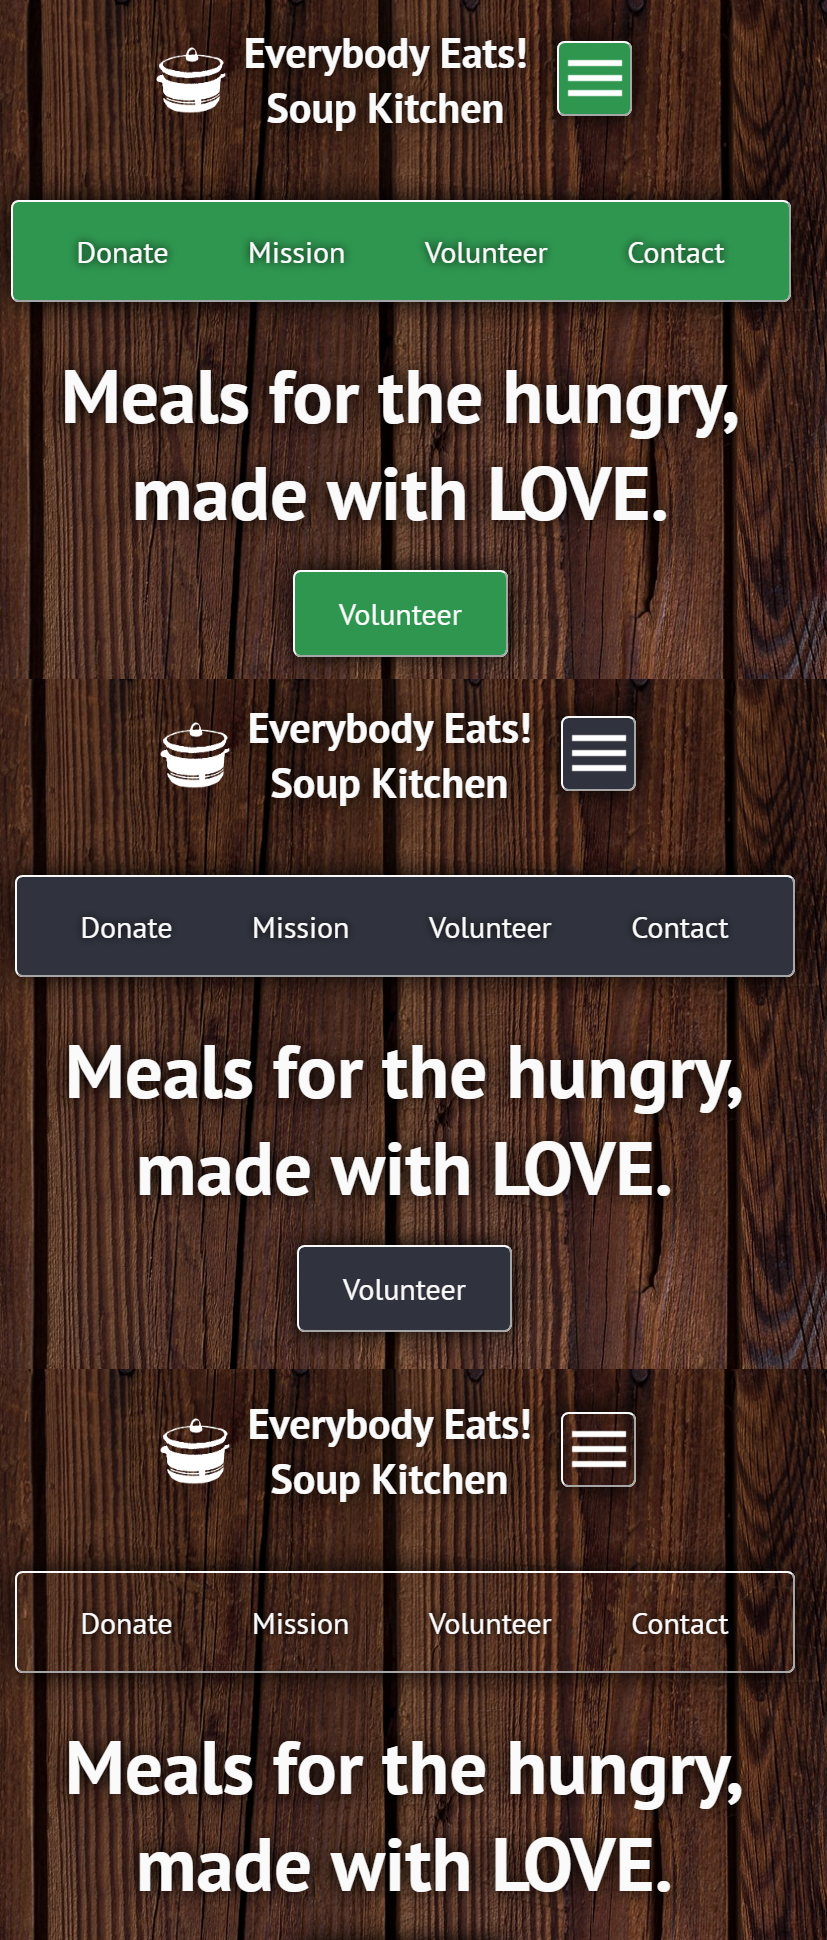 Everybody Eats!
Soup Kitchen
Donate Mission Volunteer Contact
Meals for the hungry,
made with LOVE.
Volunteer
Everybody Eats!
Soup Kitchen
Donate Mission Volunteer Contact
Meals for the hungry,
made with LOVE.
Volunteer
Everybody Eats!
Soup Kitchen
Donate Mission Volunteer Contact
Meals for the hungry,
made with LOVE.